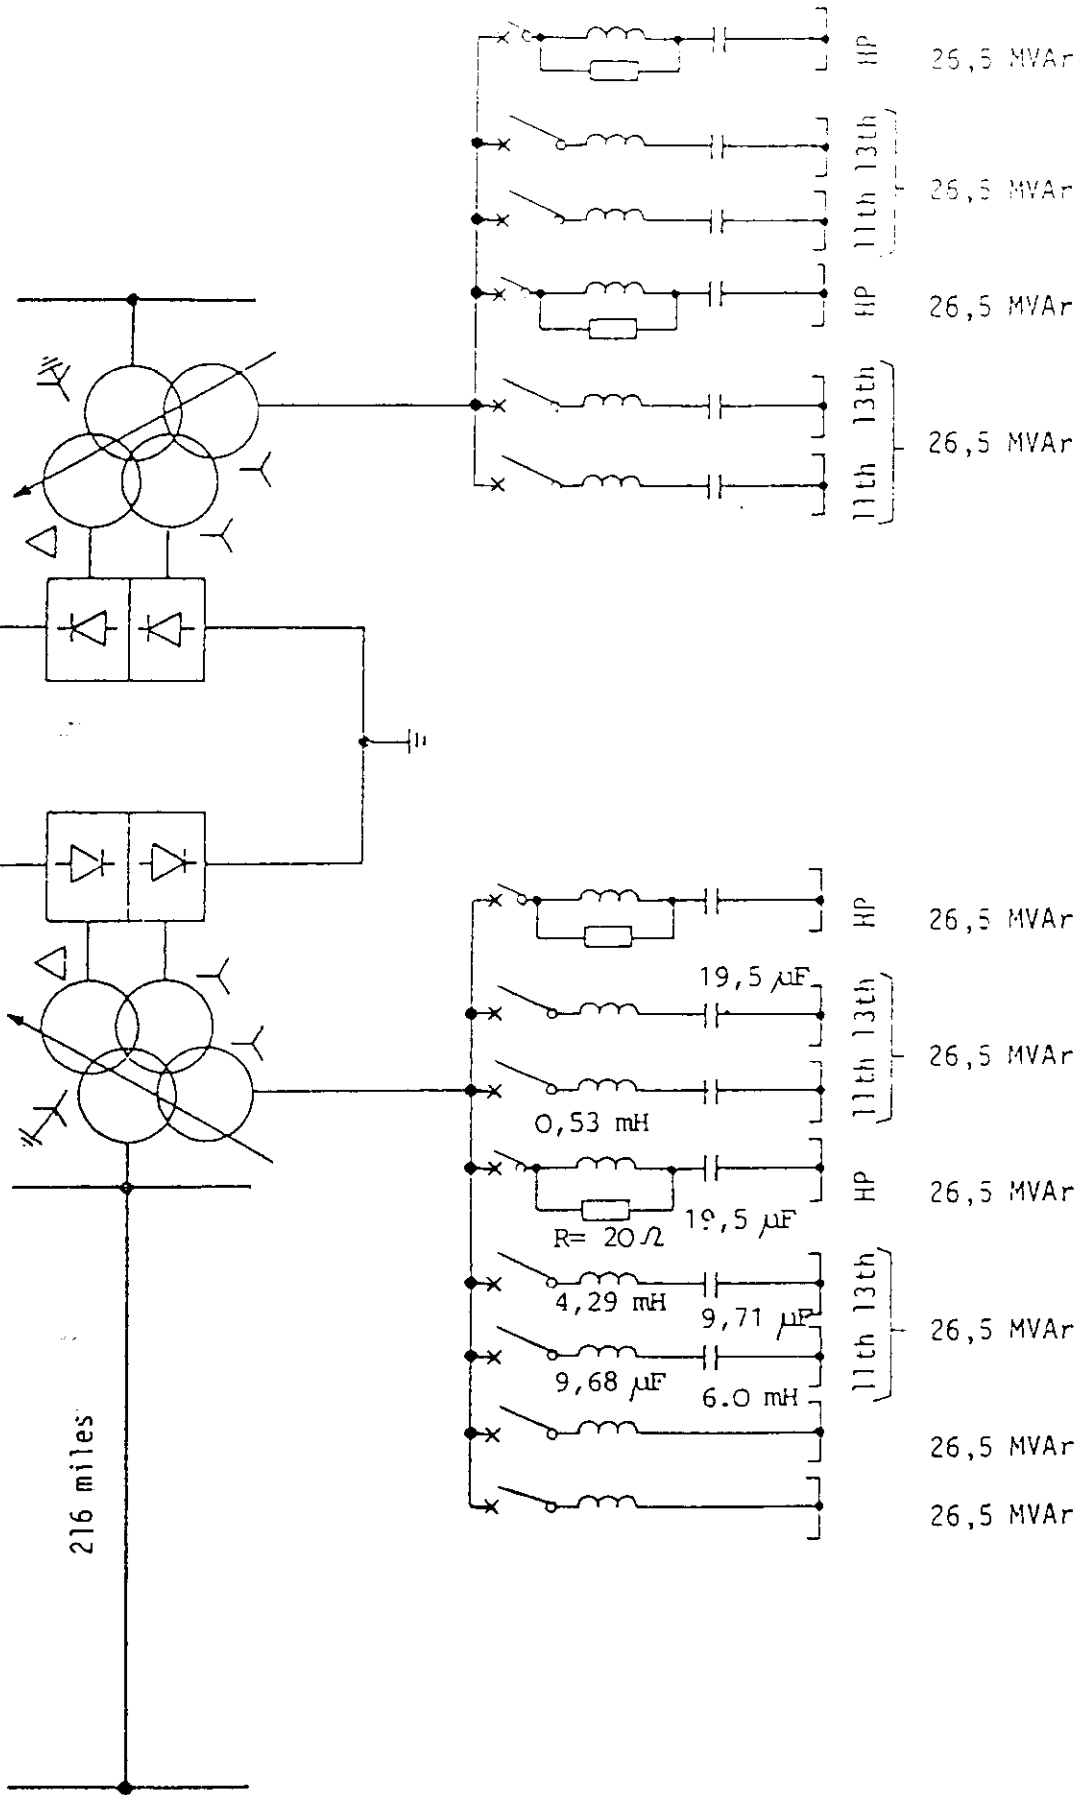 HP
26,5 MVAr
11th 13th
26,5 MVAr
HP
26,5 MVAr
11th 13th
26,5 MVAr
HP
26,5 MVAr
19,5 µF
11th 13th
26,5 MVAr
0,53 mH
HP
26,5 MVAr
19,5 µF
R= 20 Ω
4,29 mH
9,71 µF
11th 13th
26,5 MVAr
9,68 µF
6.0 mH
26,5 MVAr
26,5 MVAr
216 miles